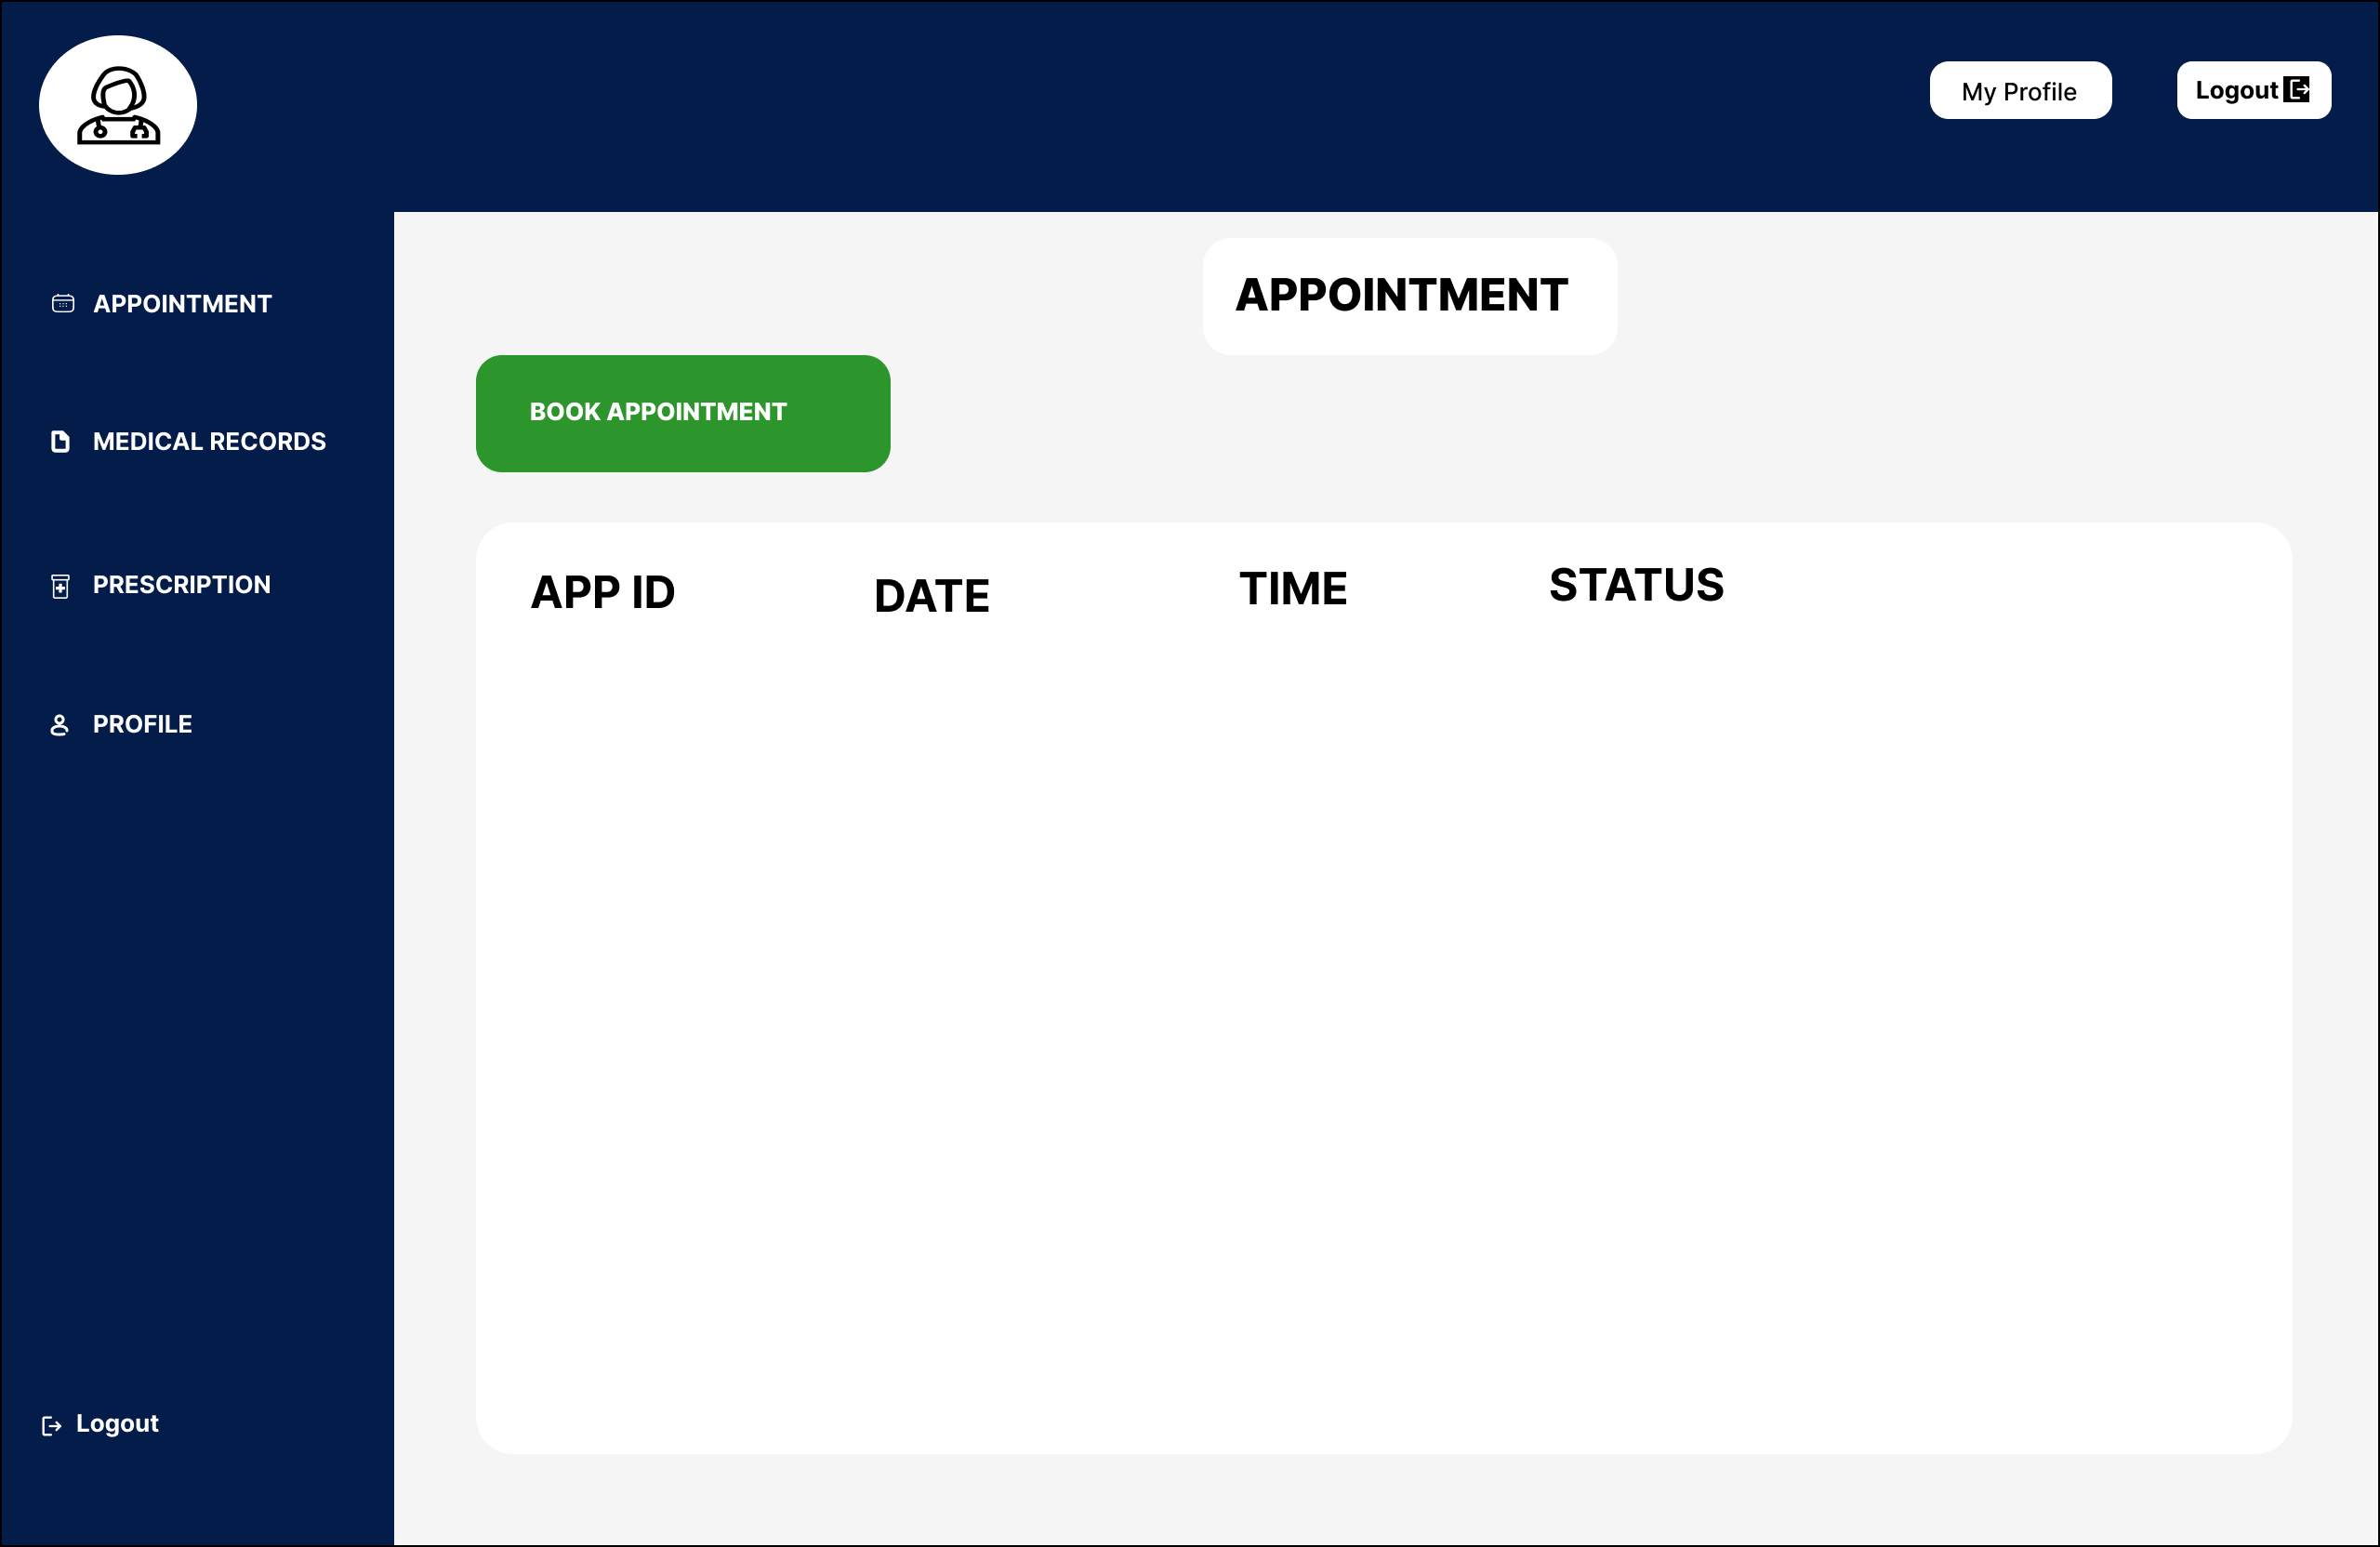 My Profile
Logout
APPOINTMENT
MEDICAL RECORDS
PRESCRIPTION
PROFILE
Logout
APPOINTMENT
BOOK APPOINTMENT
APP ID DATE TIME STATUS